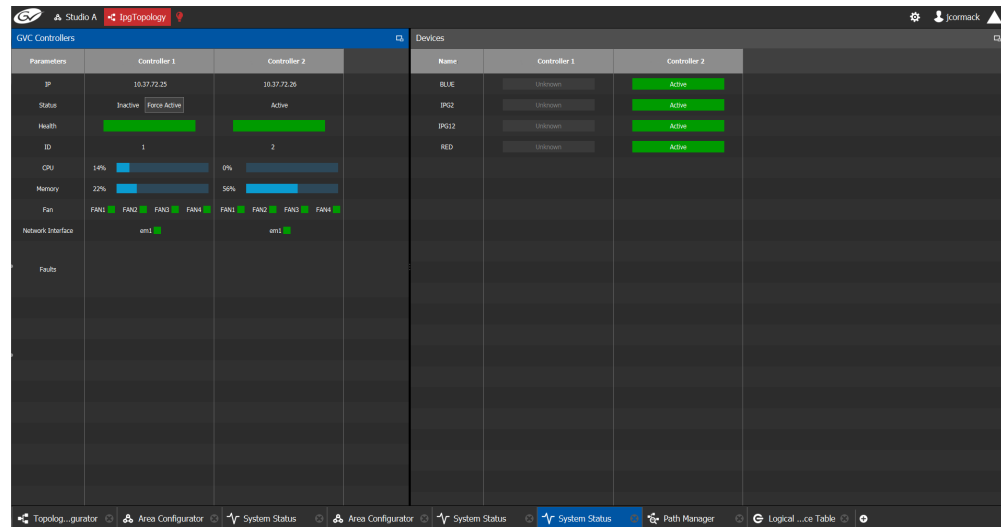 Studio A IpgTopology jcormack
GVC Controllers
Parameters Controller 1 Controller 2
IP 10.37.72.25 10.37.72.26
Status Inactive Force Active Active
Health
ID 1 2
CPU 14% 0%
Memory 22% 56%
Fan FAN1 FAN2 FAN3 FAN4 FAN1 FAN2 FAN3 FAN4
Network Interface em1 em1
Faults
Devices
Name Controller 1 Controller 2
BLUE Unknown Active
IPG2 Unknown Active
IPG12 Unknown Active
RED Unknown Active
Topolog...gurator Area Configurator System Status Area Configurator System Status System Status Path Manager Logical ...ce Table